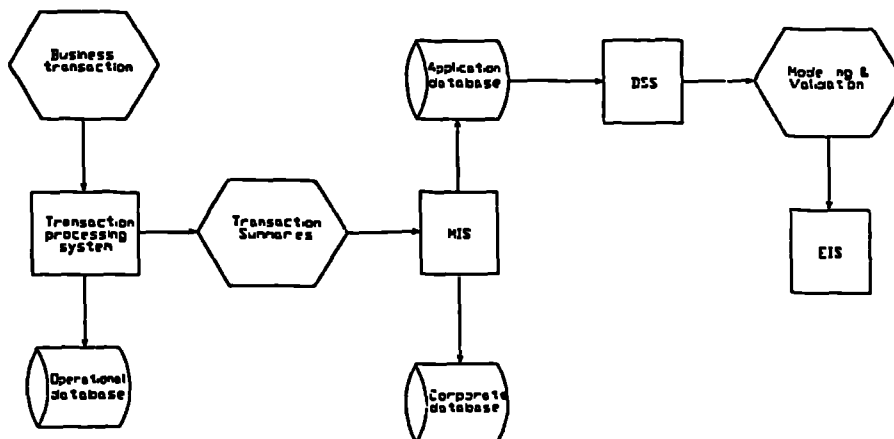 Business
transaction
Application
database
DSS
Modeling &
Validation
Transaction
processing
system
Transaction
Summaries
MIS
EIS
Operational
database
Corporate
database